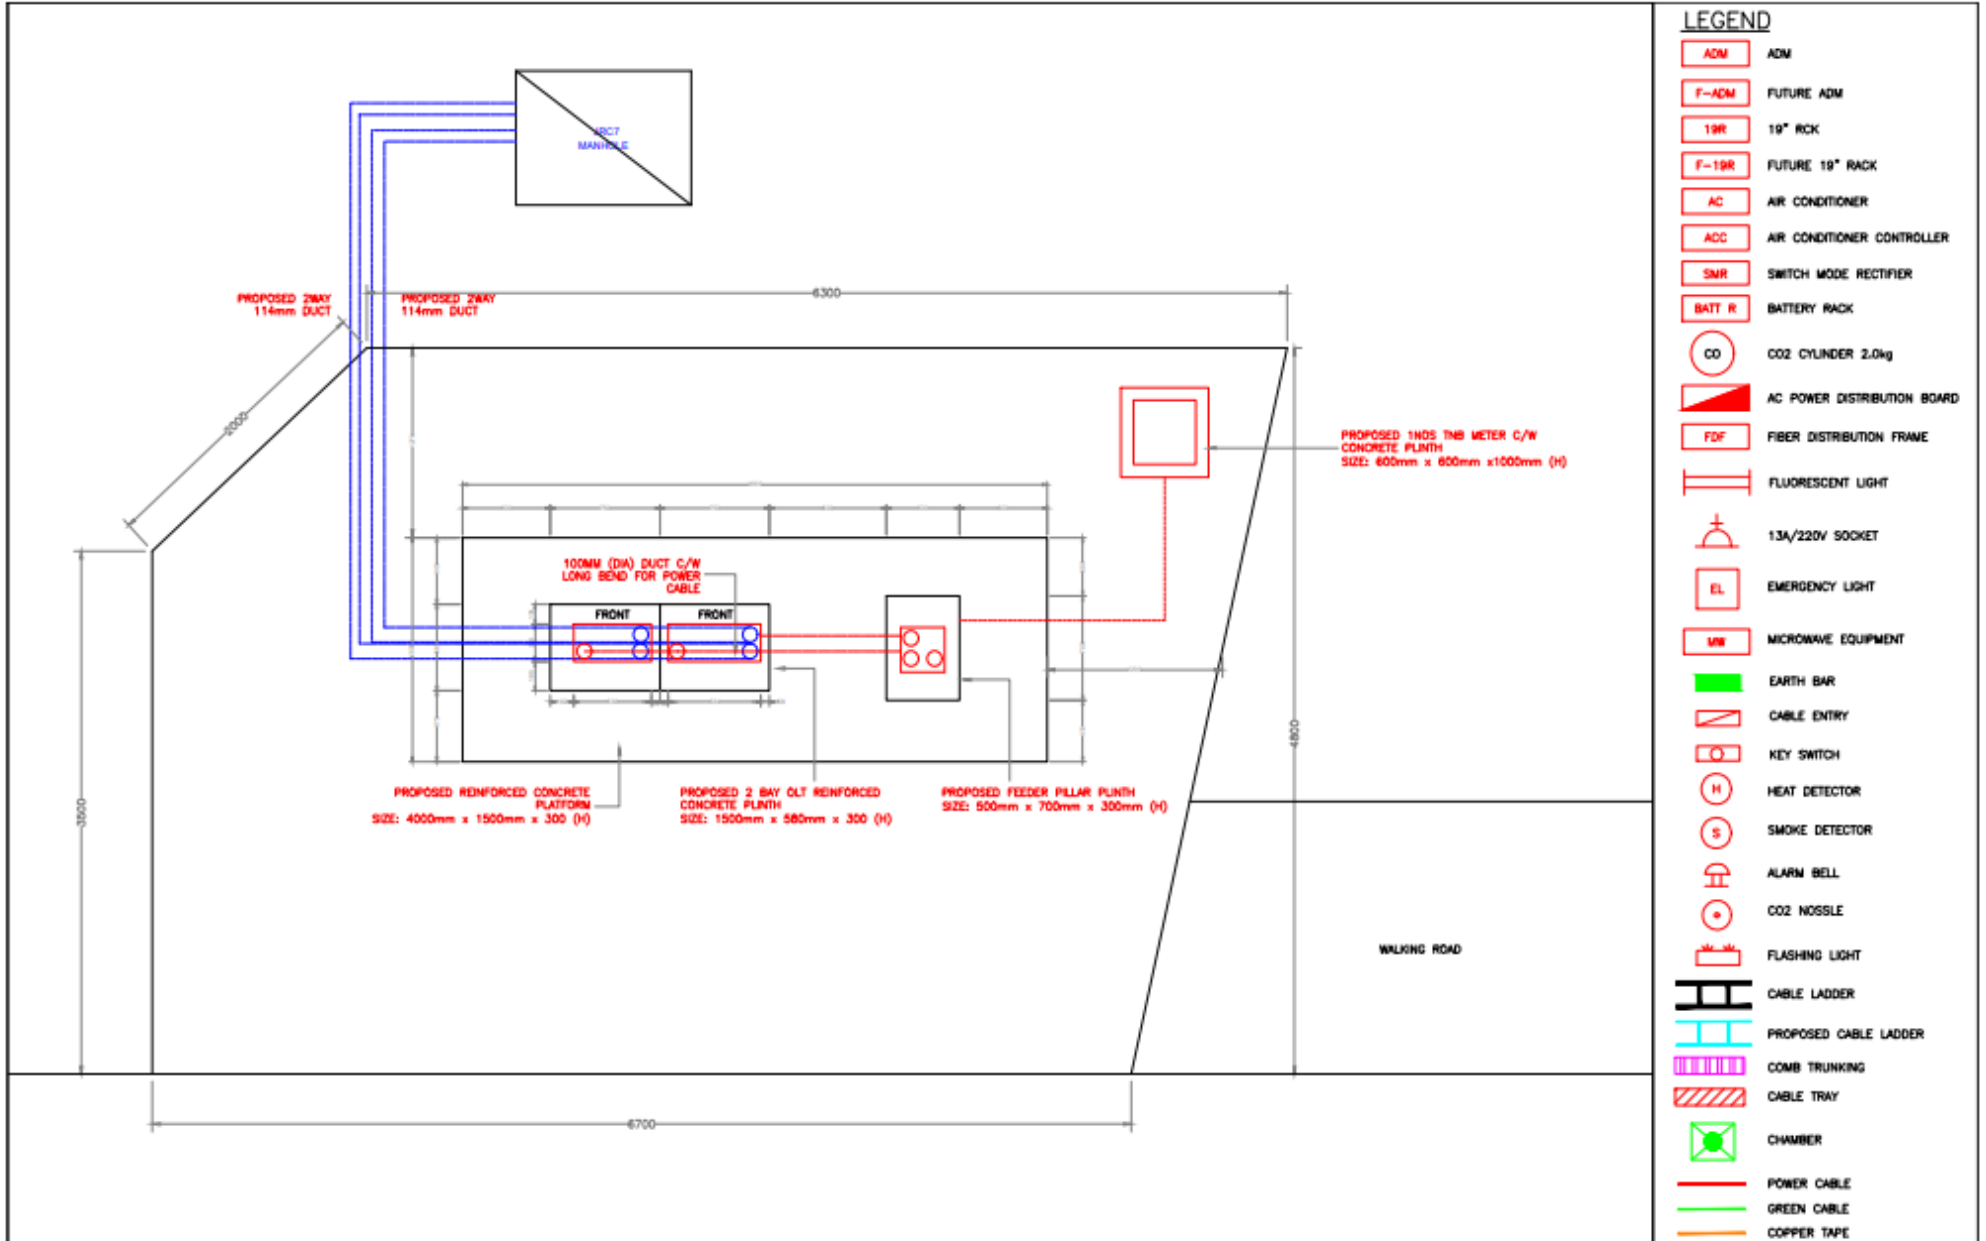 JRC7
MANHOLE
PROPOSED 2WAY
114mm DUCT
PROPOSED 2WAY
114mm DUCT
6300
2000
PROPOSED 1NOS TNB METER C/W
CONCRETE PLINTH
SIZE: 600mm x 600mm x1000mm (H)
100MM (DIA) DUCT C/W
LONG BEND FOR POWER
CABLE
FRONT
FRONT
3500
4800
PROPOSED REINFORCED CONCRETE
PLATFORM
SIZE: 4000mm x 1500mm x 300 (H)
PROPOSED 2 BAY OLT REINFORCED
CONCRETE PLINTH
SIZE: 1500mm x 580mm x 300 (H)
PROPOSED FEEDER PILLAR PLINTH
SIZE: 500mm x 700mm x 300mm (H)
WALKING ROAD
6700
LEGEND
ADM ADM
F-ADM FUTURE ADM
19R 19" RCK
F-19R FUTURE 19" RACK
AC AIR CONDITIONER
ACC AIR CONDITIONER CONTROLLER
SMR SWITCH MODE RECTIFIER
BATT R BATTERY RACK
CO CO2 CYLINDER 2.0kg
AC POWER DISTRIBUTION BOARD
FDF FIBER DISTRIBUTION FRAME
FLUORESCENT LIGHT
13A/220V SOCKET
EL EMERGENCY LIGHT
MW MICROWAVE EQUIPMENT
EARTH BAR
CABLE ENTRY
KEY SWITCH
H HEAT DETECTOR
S SMOKE DETECTOR
ALARM BELL
CO2 NOSSLE
FLASHING LIGHT
CABLE LADDER
PROPOSED CABLE LADDER
COMB TRUNKING
CABLE TRAY
CHAMBER
POWER CABLE
GREEN CABLE
COPPER TAPE